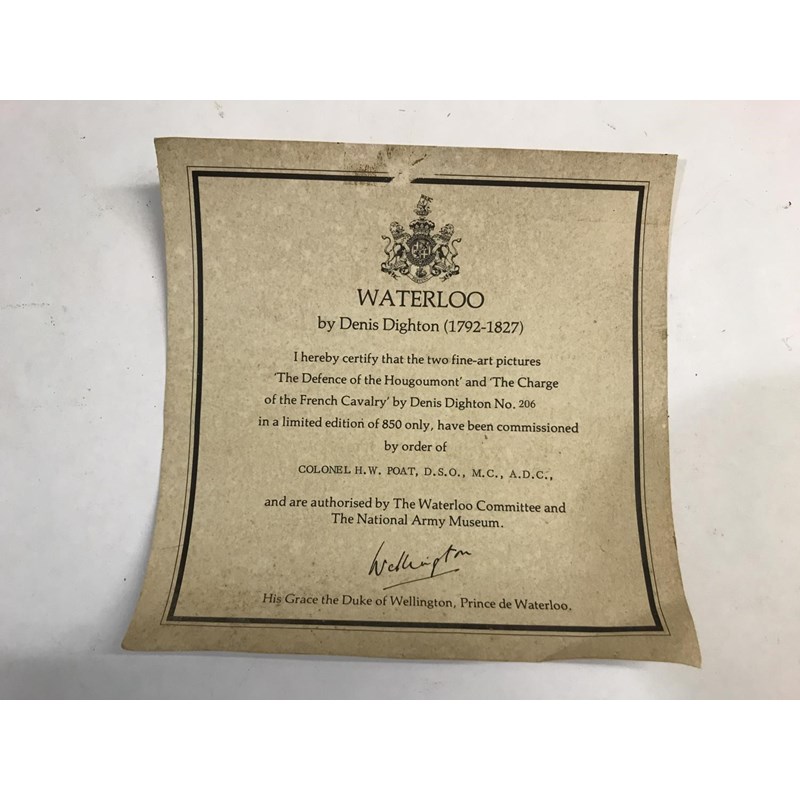 WATERLOO
by Denis Dighton (1792-1827)
I hereby certify that the two fine-art pictures
'The Defence of the Hougoumont' and 'The Charge
of the French Cavalry' by Denis Dighton No. 206
in a limited edition of 850 only, have been commissioned
by order of
COLONEL H.W. POAT, D.S.O., M.C., A.D.C.,
and are authorised by The Waterloo Committee and
The National Army Museum.
Wellington
His Grace the Duke of Wellington, Prince de Waterloo.